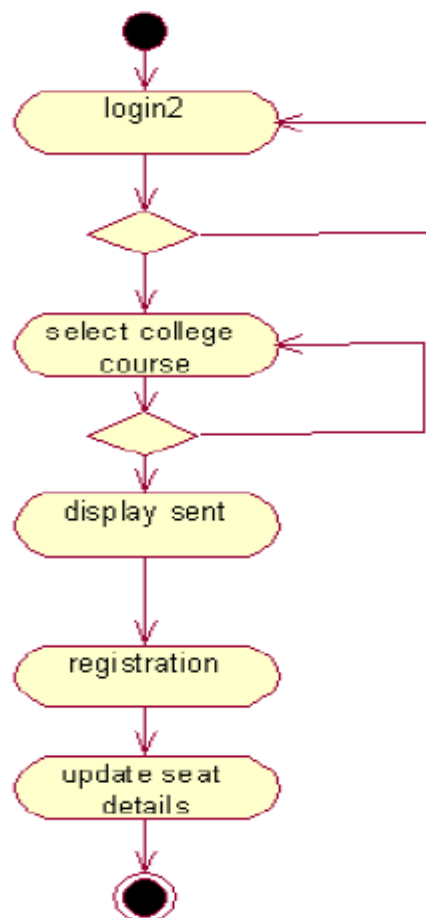 login2
select college
course
display sent
registration
update seat
details